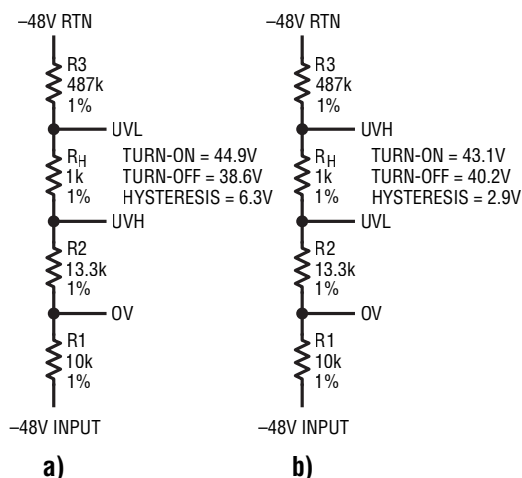 –48V RTN
R3
487k
1%
UVL
RH
1k
1%
TURN-ON = 44.9V
TURN-OFF = 38.6V
HYSTERESIS = 6.3V
UVH
R2
13.3k
1%
OV
R1
10k
1%
–48V INPUT
a)
–48V RTN
R3
487k
1%
UVH
RH
1k
1%
TURN-ON = 43.1V
TURN-OFF = 40.2V
HYSTERESIS = 2.9V
UVL
R2
13.3k
1%
OV
R1
10k
1%
–48V INPUT
b)